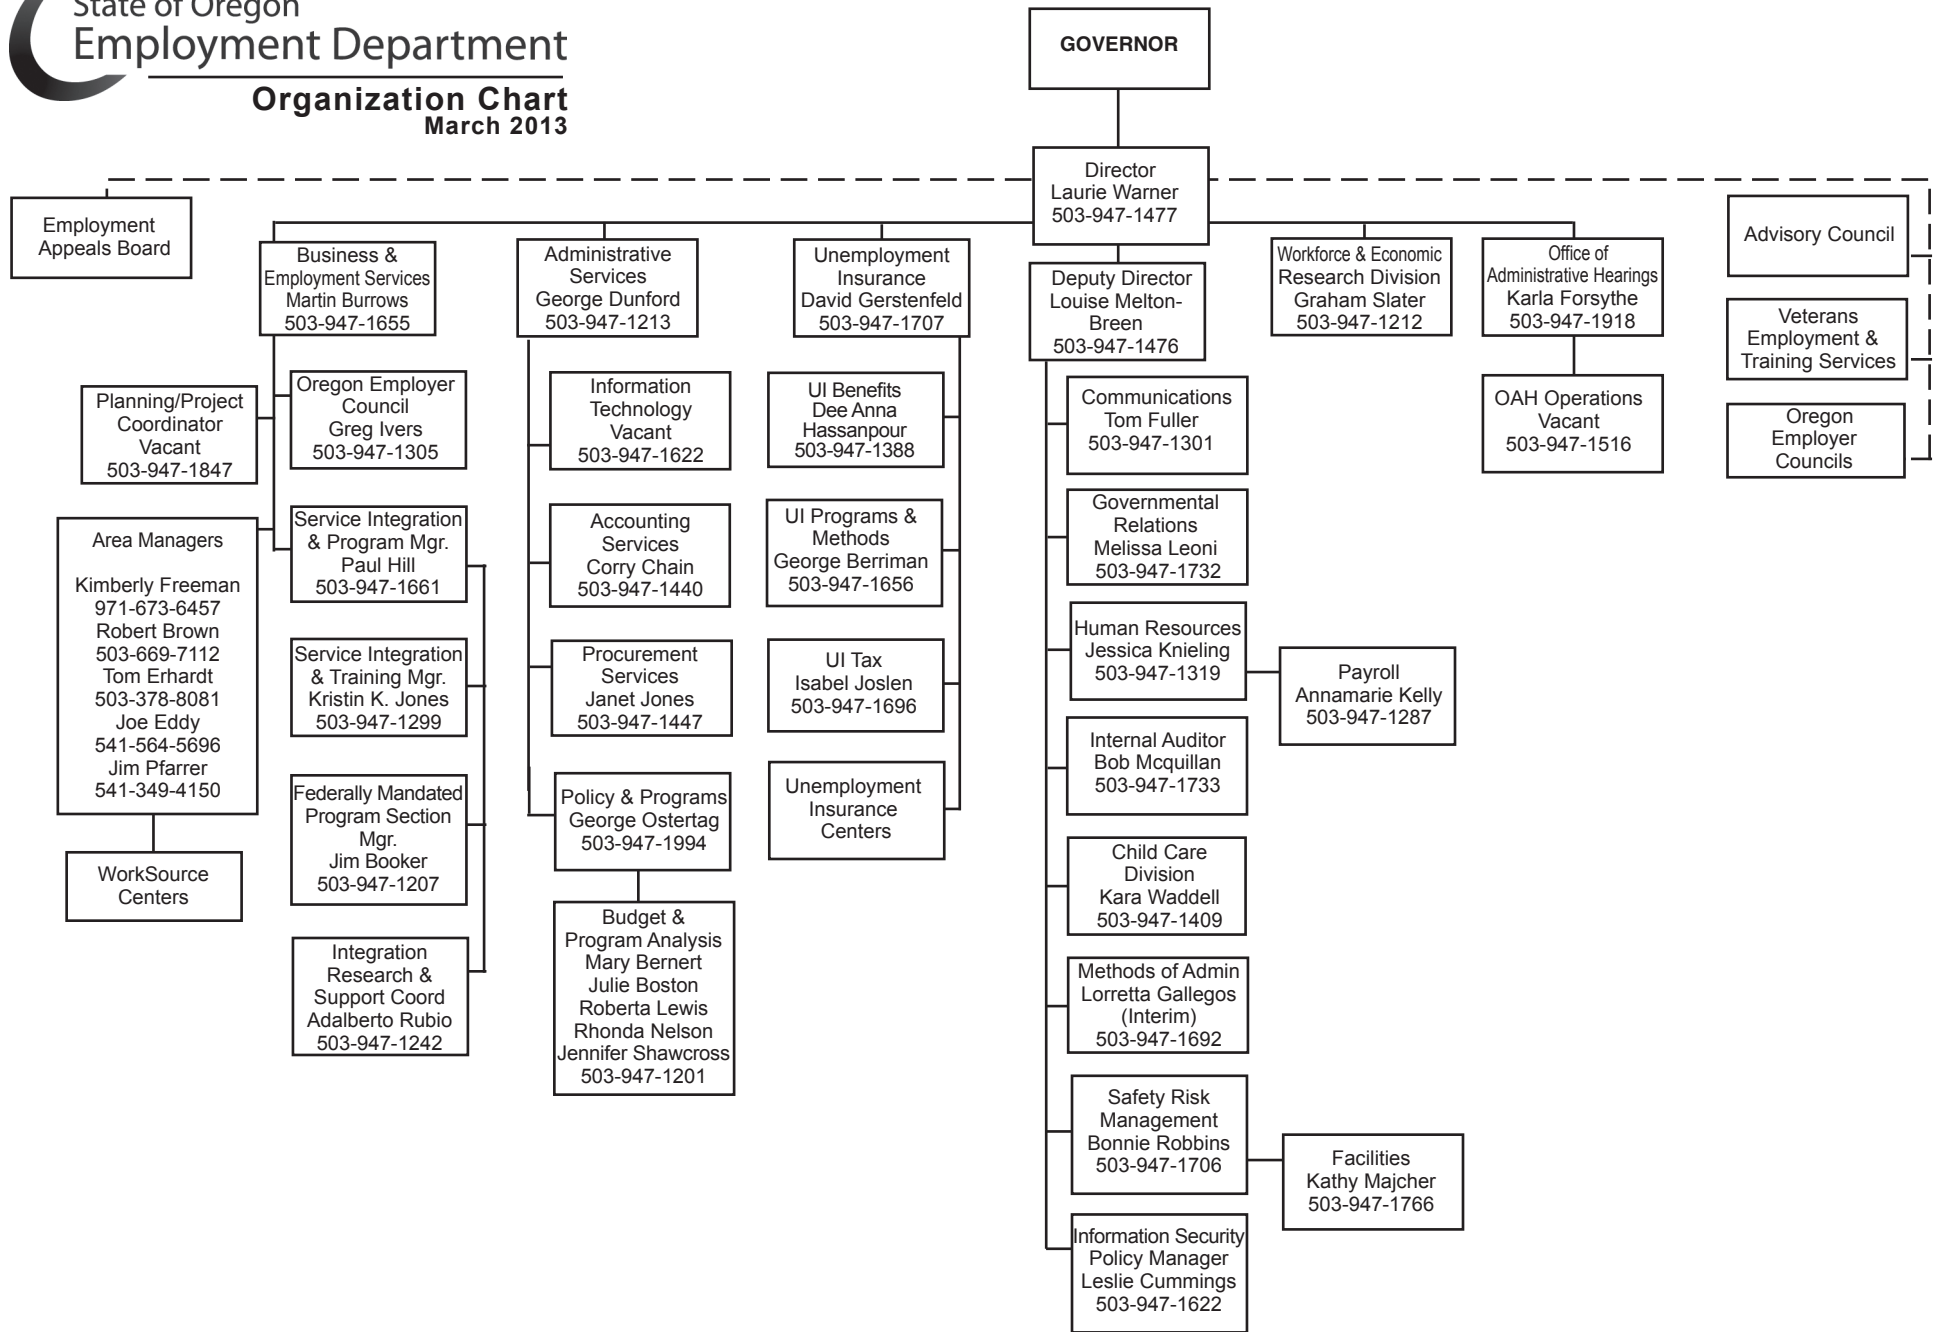 State of Oregon
Employment Department
Organization Chart
March 2013
GOVERNOR
Director
Laurie Warner
503-947-1477
Employment
Appeals Board
Business &
Employment Services
Martin Burrows
503-947-1655
Administrative
Services
George Dunford
503-947-1213
Unemployment
Insurance
David Gerstenfeld
503-947-1707
Deputy Director
Louise Melton-
Breen
503-947-1476
Workforce & Economic
Research Division
Graham Slater
503-947-1212
Office of
Administrative Hearings
Karla Forsythe
503-947-1918
Advisory Council
Veterans
Employment &
Training Services
Oregon
Employer
Councils
Planning/Project
Coordinator
Vacant
503-947-1847
Oregon Employer
Council
Greg Ivers
503-947-1305
Area Managers
Kimberly Freeman
971-673-6457
Robert Brown
503-669-7112
Tom Erhardt
503-378-8081
Joe Eddy
541-564-5696
Jim Pfarrer
541-349-4150
WorkSource
Centers
Service Integration
& Program Mgr.
Paul Hill
503-947-1661
Service Integration
& Training Mgr.
Kristin K. Jones
503-947-1299
Federally Mandated
Program Section
Mgr.
Jim Booker
503-947-1207
Integration
Research &
Support Coord
Adalberto Rubio
503-947-1242
Information
Technology
Vacant
503-947-1622
Accounting
Services
Corry Chain
503-947-1440
Procurement
Services
Janet Jones
503-947-1447
Policy & Programs
George Ostertag
503-947-1994
Budget &
Program Analysis
Mary Bernert
Julie Boston
Roberta Lewis
Rhonda Nelson
Jennifer Shawcross
503-947-1201
UI Benefits
Dee Anna
Hassanpour
503-947-1388
UI Programs &
Methods
George Berriman
503-947-1656
UI Tax
Isabel Joslen
503-947-1696
Unemployment
Insurance
Centers
Communications
Tom Fuller
503-947-1301
Governmental
Relations
Melissa Leoni
503-947-1732
Human Resources
Jessica Knieling
503-947-1319
Payroll
Annamarie Kelly
503-947-1287
Internal Auditor
Bob Mcquillan
503-947-1733
Child Care
Division
Kara Waddell
503-947-1409
Methods of Admin
Lorretta Gallegos
(Interim)
503-947-1692
Safety Risk
Management
Bonnie Robbins
503-947-1706
Facilities
Kathy Majcher
503-947-1766
Information Security
Policy Manager
Leslie Cummings
503-947-1622
OAH Operations
Vacant
503-947-1516